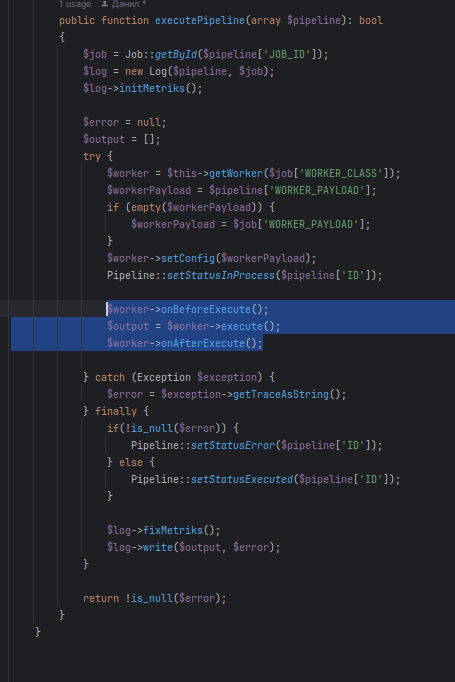 1 usage Данил *
public function executePipeline(array $pipeline): bool
{
$job = Job::getById($pipeline['JOB_ID']);
$log = new Log($pipeline, $job);
$log->initMetriks();
$error = null;
$output = [];
try {
$worker = $this->getWorker($job['WORKER_CLASS']);
$workerPayload = $pipeline['WORKER_PAYLOAD'];
if (empty($workerPayload)) {
$workerPayload = $job['WORKER_PAYLOAD'];
}
$worker->setConfig($workerPayload);
Pipeline::setStatusInProcess($pipeline['ID']);
$worker->onBeforeExecute();
$output = $worker->execute();
$worker->onAfterExecute();
} catch (Exception $exception) {
$error = $exception->getTraceAsString();
} finally {
if(!is_null($error)) {
Pipeline::setStatusError($pipeline['ID']);
} else {
Pipeline::setStatusExecuted($pipeline['ID']);
}
$log->fixMetriks();
$log->write($output, $error);
}
return !is_null($error);
}
}